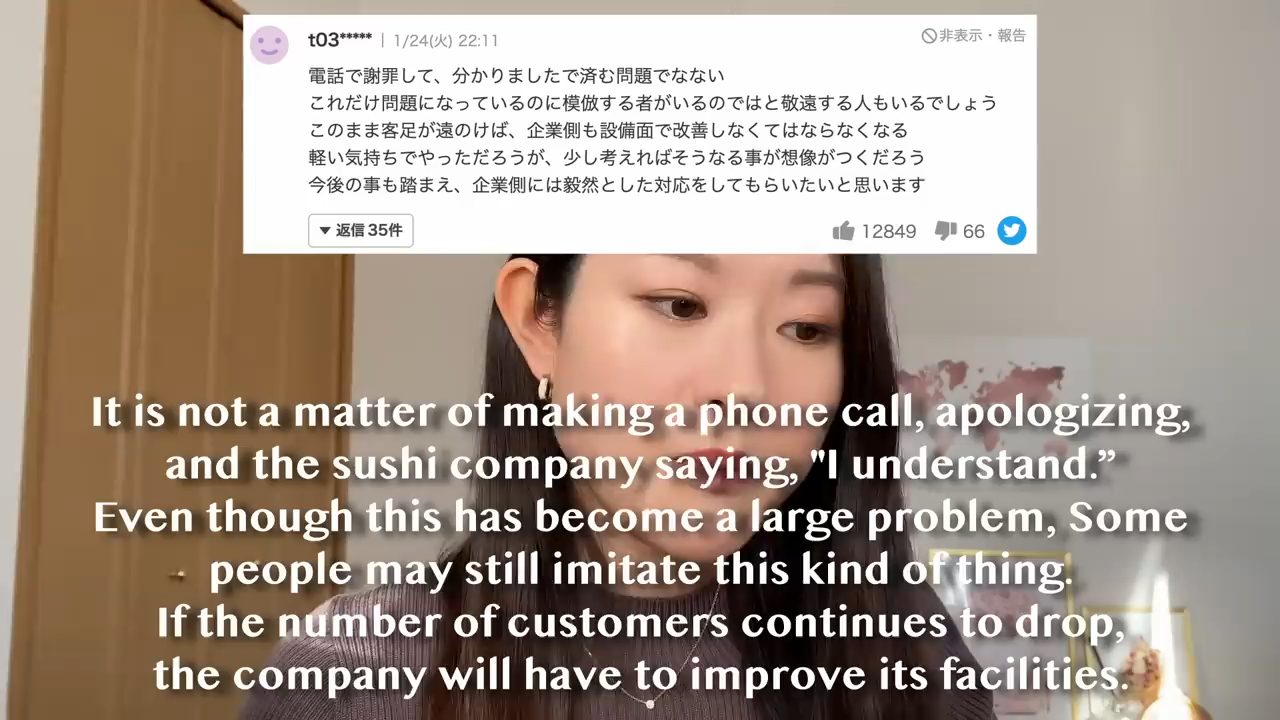 t03***** | 1/24(火) 22:11
非表示・報告
電話で謝罪して、分かりましたで済む問題でなない
これだけ問題になっているのに模倣する者がいるのではと敬遠する人もいるでしょう
このまま客足が遠のけば、企業側も設備面で改善しなくてはならなくなる
軽い気持ちでやっただろうが、少し考えればそうなる事が想像がつくだろう
今後の事も踏まえ、企業側には毅然とした対応をしてもらいたいと思います
返信35件
12849 66
It is not a matter of making a phone call, apologizing,
and the sushi company saying, "I understand.”
Even though this has become a large problem, Some
people may still imitate this kind of thing.
If the number of customers continues to drop,
the company will have to improve its facilities.